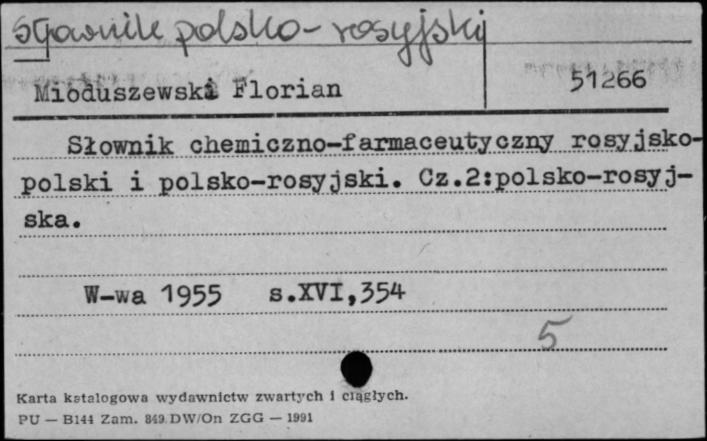 Słownik polsko-rosyjski
Mioduszewski Florian 51266
Słownik chemiczno-farmaceutyczny rosyjsko-
polski i polsko-rosyjski. Cz.2:polsko-rosyj-
ska.
W-wa 1955 s.XVI,354
5
Karta katalogowa wydawnictw zwartych i ciągłych.
PU — B144 Zam. 849 DW/On ZGG — 1991